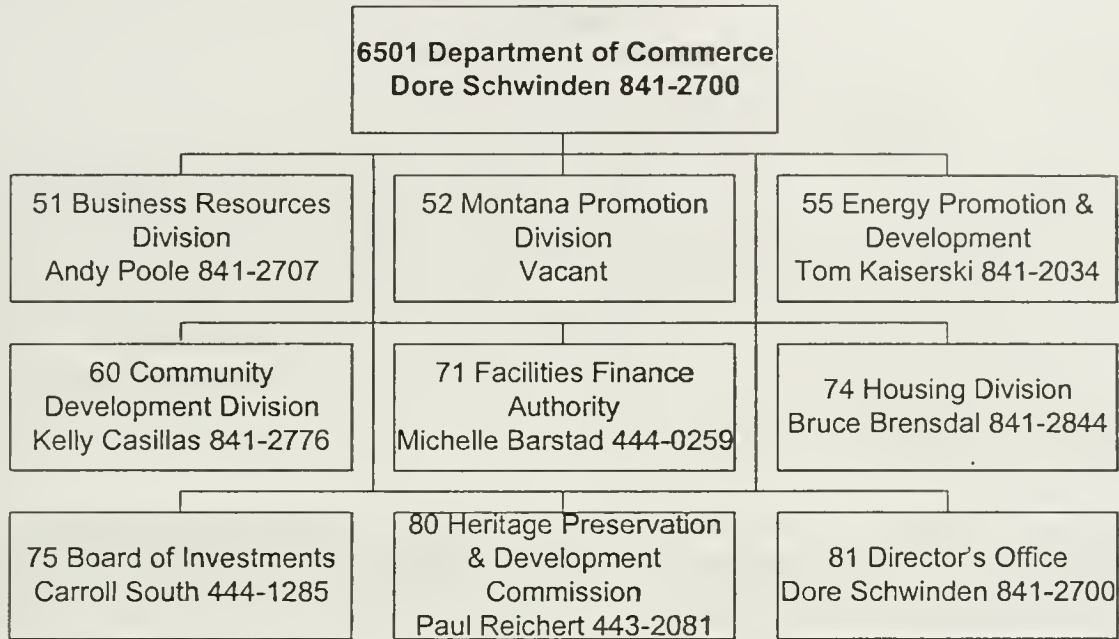 6501 Department of Commerce
Dore Schwinden 841-2700
51 Business Resources
Division
Andy Poole 841-2707
52 Montana Promotion
Division
Vacant
55 Energy Promotion &
Development
Tom Kaiserski 841-2034
60 Community
Development Division
Kelly Casillas 841-2776
71 Facilities Finance
Authority
Michelle Barstad 444-0259
74 Housing Division
Bruce Brensdal 841-2844
75 Board of Investments
Carroll South 444-1285
80 Heritage Preservation
& Development
Commission
Paul Reichert 443-2081
81 Director's Office
Dore Schwinden 841-2700